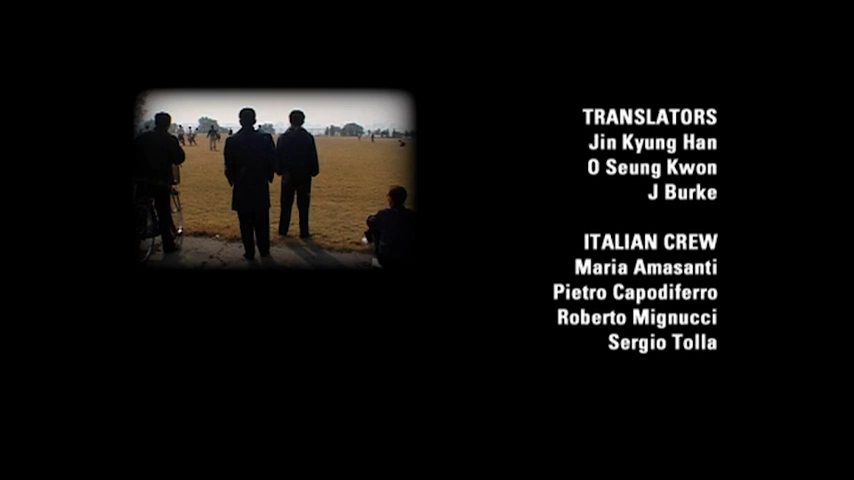 TRANSLATORS
Jin Kyung Han
O Seung Kwon
J Burke
ITALIAN CREW
Maria Amasanti
Pietro Capodiferro
Roberto Mignucci
Sergio Tolla